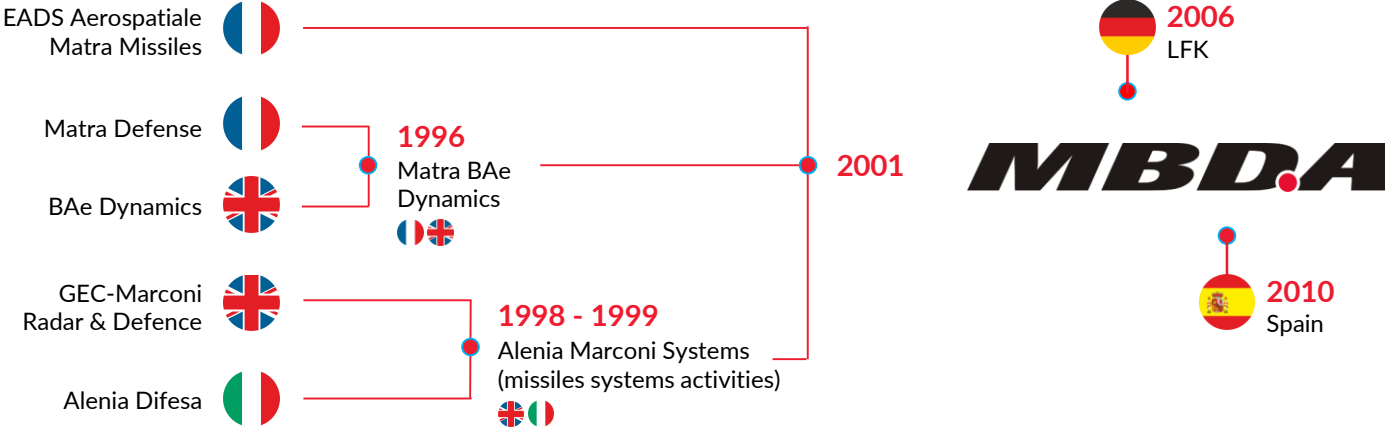 EADS Aerospatiale
Matra Missiles
Matra Defense
BAe Dynamics
GEC-Marconi
Radar & Defence
Alenia Difesa
1996
Matra BAe
Dynamics
1998 - 1999
Alenia Marconi Systems
(missiles systems activities)
2001
2006
LFK
MBDA
2010
Spain